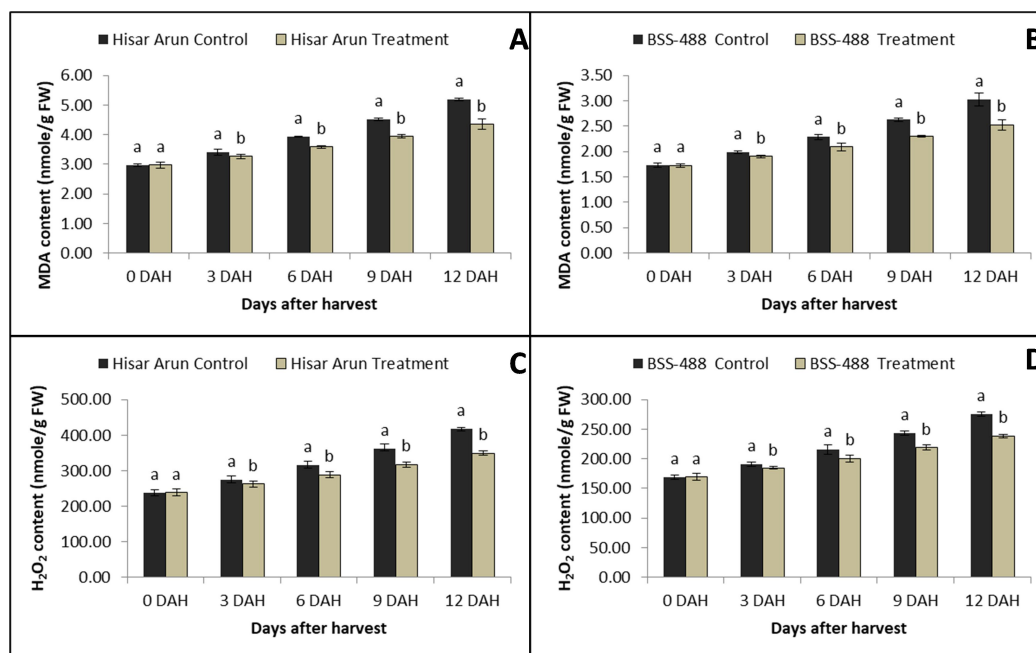 Hisar Arun Control Hisar Arun Treatment A
MDA content (nmole/g FW)
6.00
5.00
4.00
3.00
2.00
1.00
0.00
a a a b a b a b a b
0 DAH 3 DAH 6 DAH 9 DAH 12 DAH
Days after harvest
BSS-488 Control BSS-488 Treatment B
MDA content (nmole/g FW)
3.50
3.00
2.50
2.00
1.50
1.00
0.50
0.00
a a a b a b a b a b
0 DAH 3 DAH 6 DAH 9 DAH 12 DAH
Days after harvest
Hisar Arun Control Hisar Arun Treatment C
H₂O₂ content (nmole/g FW)
500.00
400.00
300.00
200.00
100.00
0.00
a a a b a b a b a b
0 DAH 3 DAH 6 DAH 9 DAH 12 DAH
Days after harvest
BSS-488 Control BSS-488 Treatment D
H₂O₂ content (nmole/g FW)
300.00
250.00
200.00
150.00
100.00
50.00
0.00
a a a b a b a b a b
0 DAH 3 DAH 6 DAH 9 DAH 12 DAH
Days after harvest